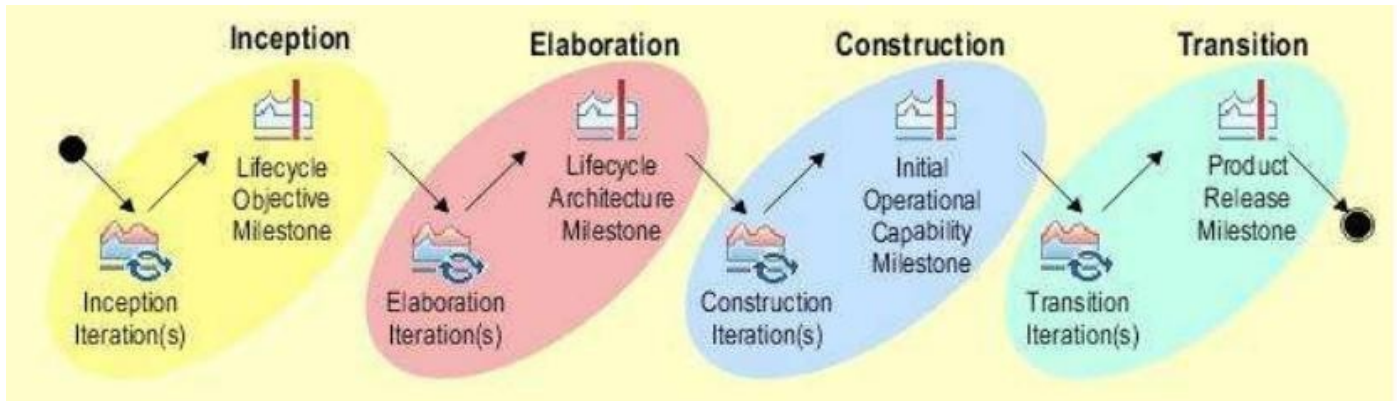 Inception
Lifecycle
Objective
Milestone
Inception
Iteration(s)
Elaboration
Lifecycle
Architecture
Milestone
Elaboration
Iteration(s)
Construction
Initial
Operational
Capability
Milestone
Construction
Iteration(s)
Transition
Product
Release
Milestone
Transition
Iteration(s)